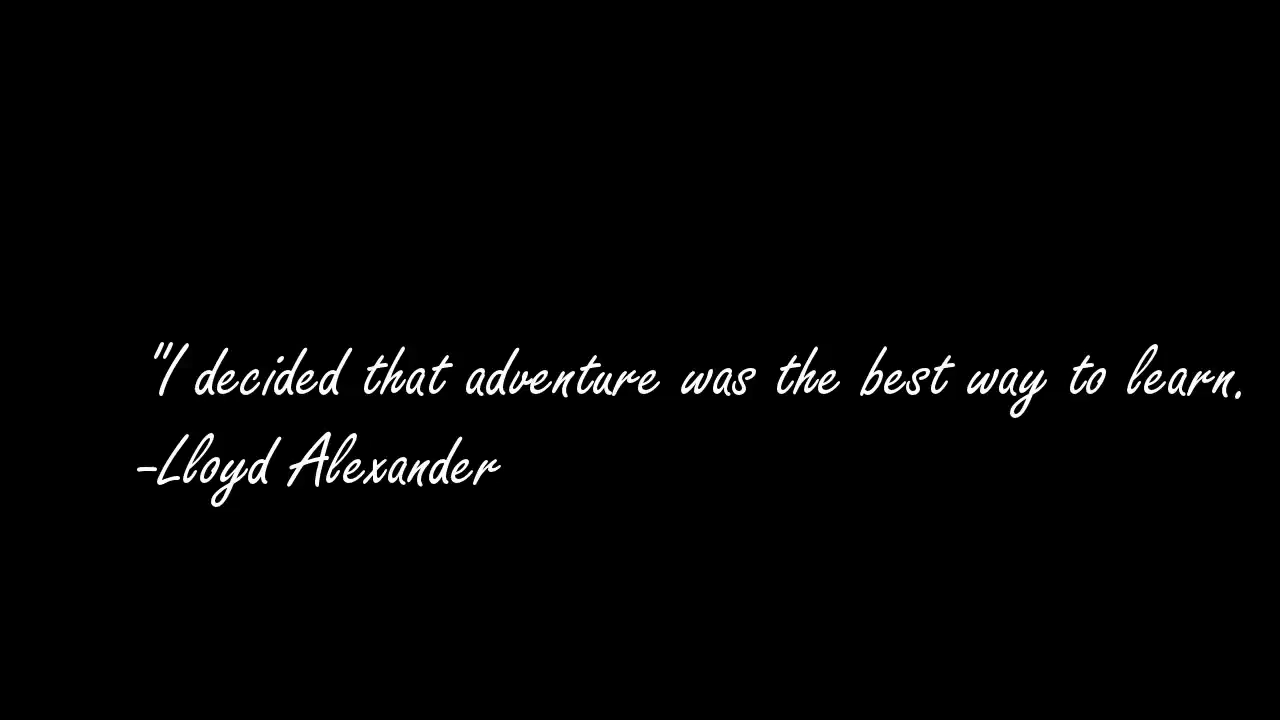 "I decided that adventure was the best way to learn.
-Lloyd Alexander